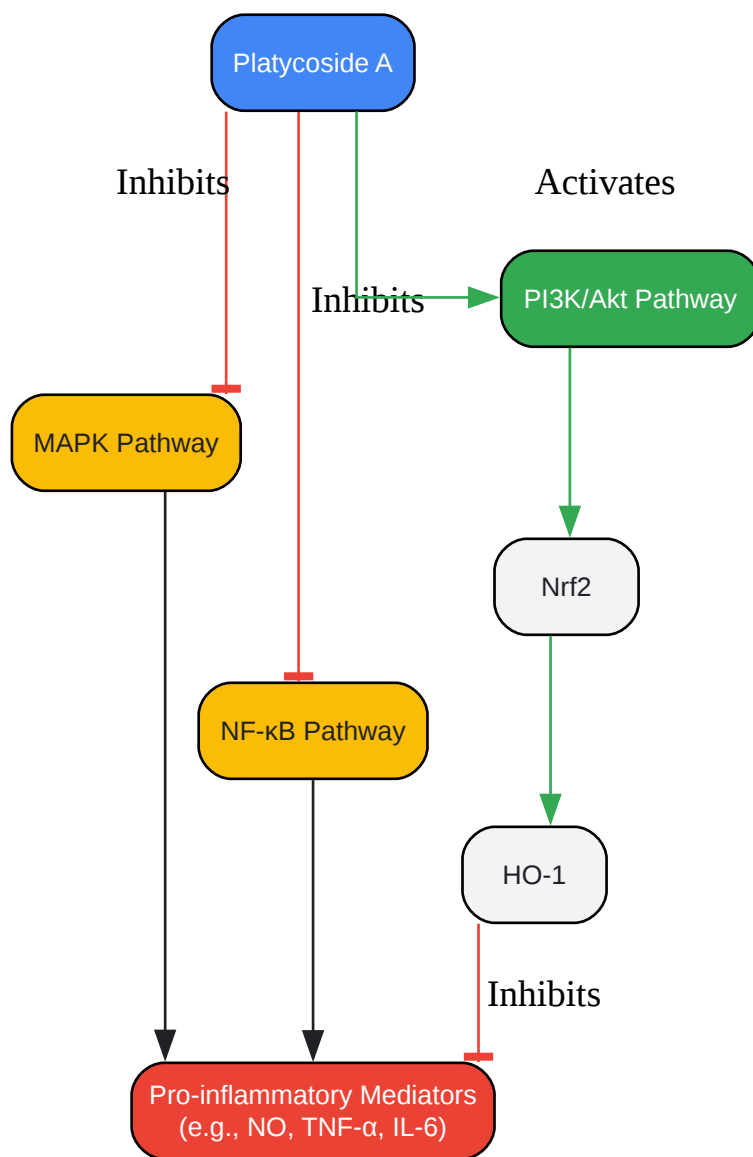 Platycoside A
Inhibits
Activates
Inhibits
PI3K/Akt Pathway
MAPK Pathway
Nrf2
NF-κB Pathway
HO-1
Inhibits
Pro-inflammatory Mediators
(e.g., NO, TNF-α, IL-6)